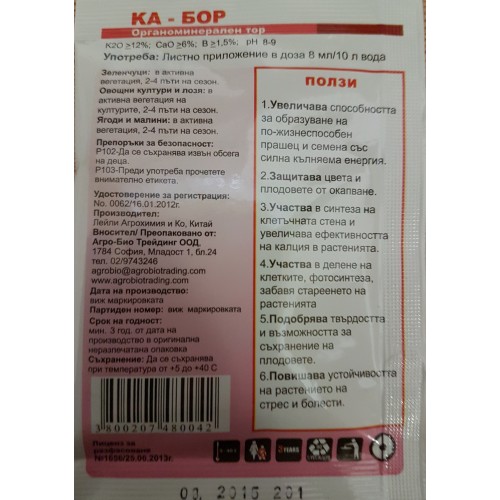 КА - БОР
Органоминерален тор
K2O ≥12%; CaO ≥6%; B ≥1,5%; pH 8-9
Употреба: Листно приложение в доза 8 мл/10 л вода
Зеленчуци: в активна
вегетация, 2-4 пъти на сезон.
Овощни култури и лозя: в
активна вегетация на
културите, 2-4 пъти на сезон.
Ягоди и малини: в активна
вегетация, 2-4 пъти на сезон.
Препоръки за безопасност:
P102-Да се съхранява извън обсега
на деца.
P103-Преди употреба прочетете
внимателно етикета.
Удостоверение за регистрация:
No. 0062/16.01.2012г.
Производител:
Лейли Агрохимия и Ко, Китай
Вносител/ Преопаковано от:
Агро-Био Трейдинг ООД,
1784 София, Младост 1, бл.24
тел. 02/9743246
agrobio@agrobiotrading.com
www.agrobiotrading.com
Дата на производство:
виж маркировката
Партиден номер: виж маркировката
Срок на годност:
мин. 3 год. от дата на
производство в оригинална
неразпечатана опаковка
Съхранение: Да се съхранява
при температура от +5 до +40 С
3800207480042
Лиценз за
разфасоване
№1656/25.06.2013г.
ПОЛЗИ
1.Увеличава способността
за образуване на
по-жизнеспособен
прашец и семена със
силна кълняема енергия.
2.Защитава цвета и
плодовете от окапване.
3.Участва в синтеза на
клетъчната стена и
увеличава ефективността
на калция в растенията.
4.Участва в делене на
клетките, фотосинтеза,
забавя стареенето на
растенията
5.Подобрява твърдостта
и възможността за
съхранение на
плодовете.
6.Повишава устойчивостта
на растението на
стрес и болести.
2015 201